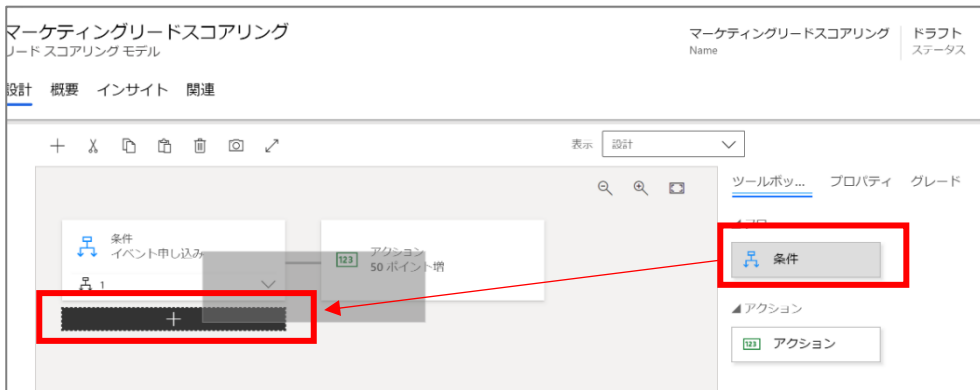 マーケティングリードスコアリング
リード スコアリング モデル
マーケティングリードスコアリング
Name
ドラフト
ステータス
設計 概要 インサイト 関連
表示 設計
ツールボッ... プロパティ グレード
条件
イベント申し込み
1
アクション
50 ポイント増
123
条件
アクション
123 アクション